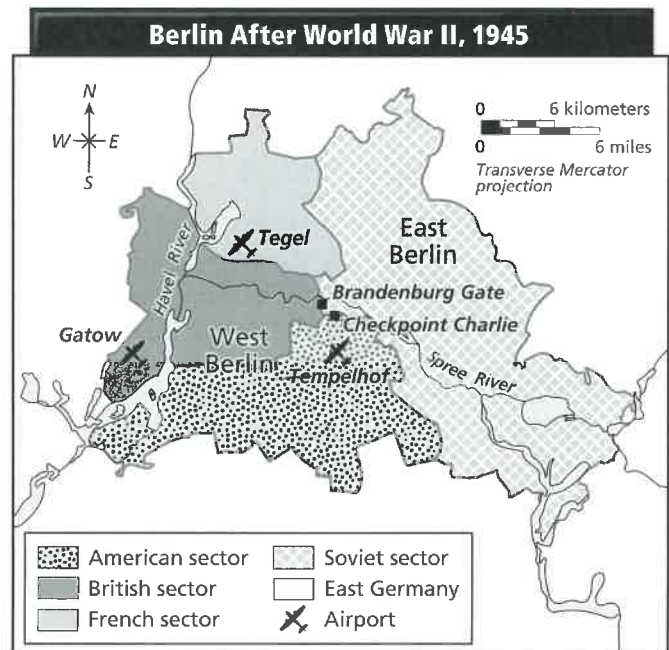 Berlin After World War II, 1945
N
W E
S
0 6 kilometers
0 6 miles
Transverse Mercator
projection
Tegel
East
Berlin
Havel River
Brandenburg Gate
Checkpoint Charlie
Gatow
West
Berlin
Tempelhof
Spree River
American sector
British sector
French sector
Soviet sector
East Germany
Airport